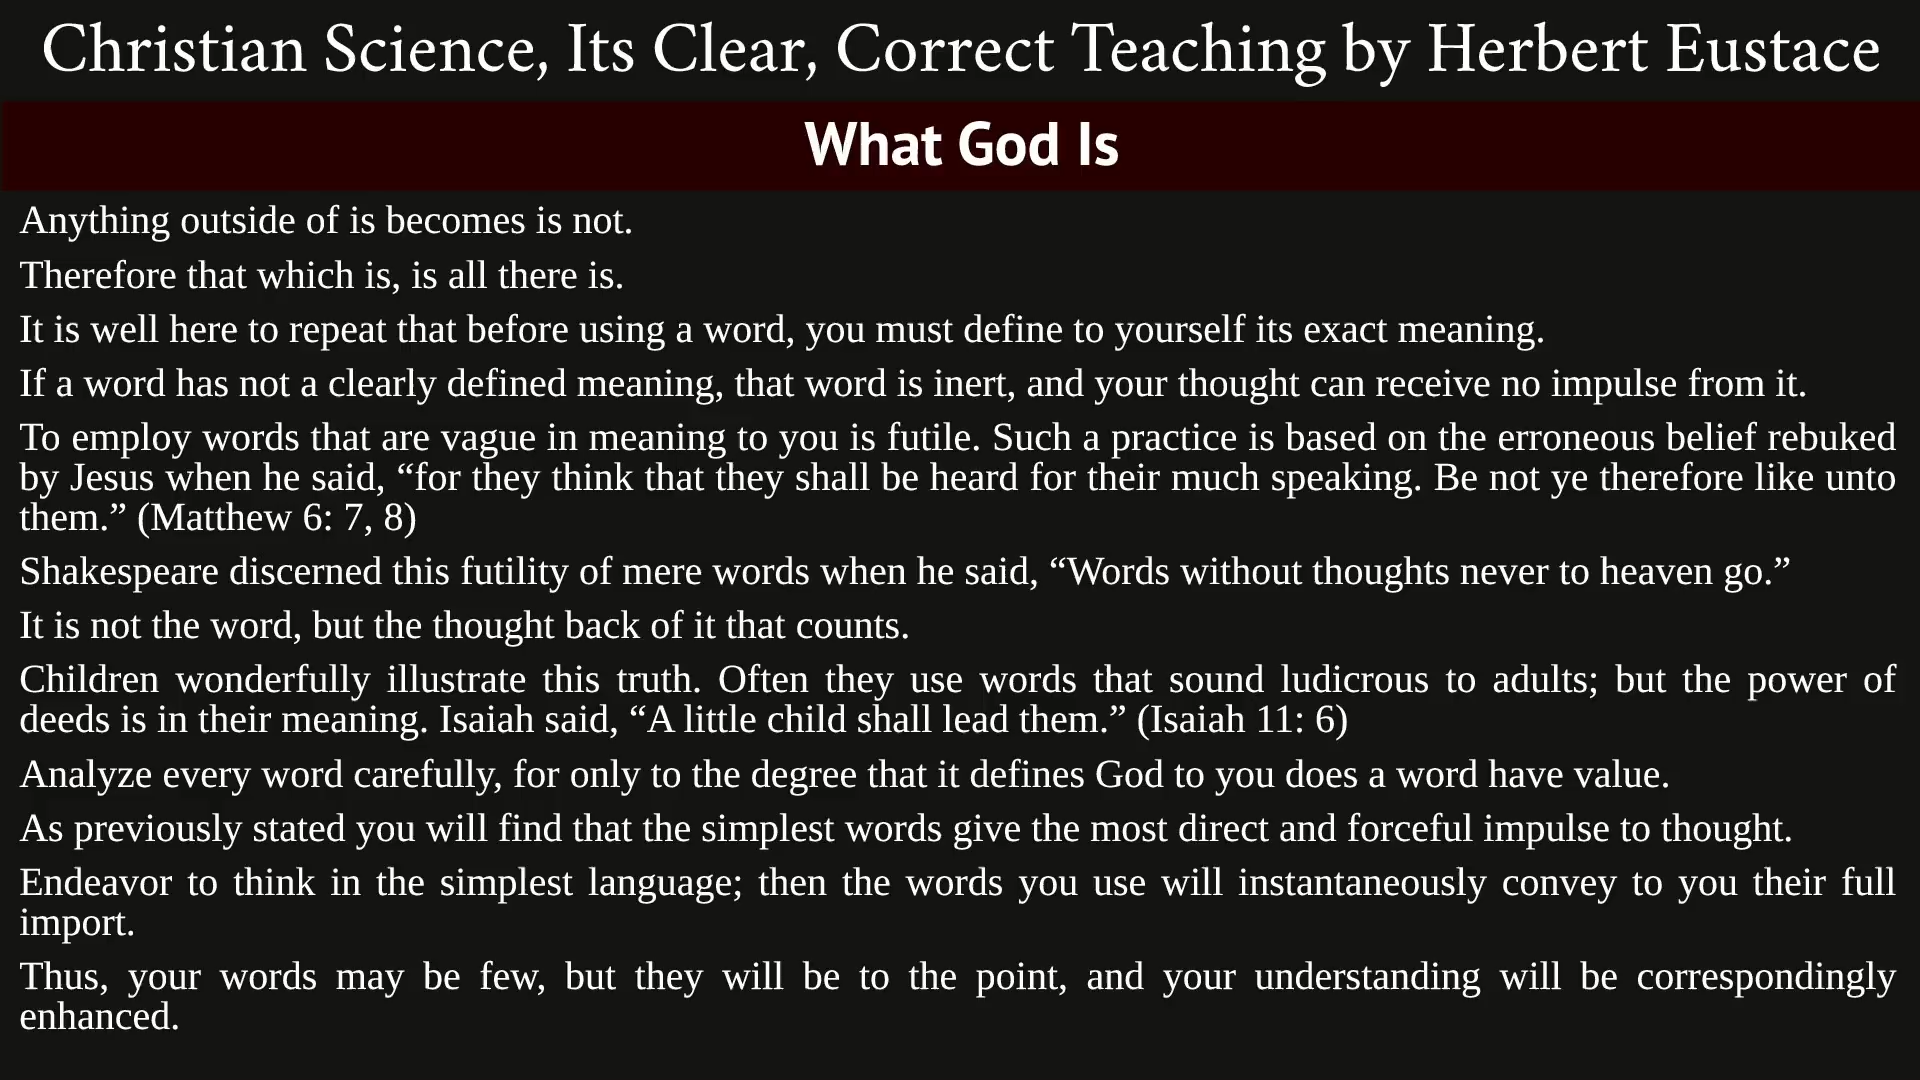 Christian Science, Its Clear, Correct Teaching by Herbert Eustace
What God Is
Anything outside of is becomes is not.
Therefore that which is, is all there is.
It is well here to repeat that before using a word, you must define to yourself its exact meaning.
If a word has not a clearly defined meaning, that word is inert, and your thought can receive no impulse from it.
To employ words that are vague in meaning to you is futile. Such a practice is based on the erroneous belief rebuked
by Jesus when he said, “for they think that they shall be heard for their much speaking. Be not ye therefore like unto
them.” (Matthew 6: 7, 8)
Shakespeare discerned this futility of mere words when he said, “Words without thoughts never to heaven go.”
It is not the word, but the thought back of it that counts.
Children wonderfully illustrate this truth. Often they use words that sound ludicrous to adults; but the power of
deeds is in their meaning. Isaiah said, “A little child shall lead them.” (Isaiah 11: 6)
Analyze every word carefully, for only to the degree that it defines God to you does a word have value.
As previously stated you will find that the simplest words give the most direct and forceful impulse to thought.
Endeavor to think in the simplest language; then the words you use will instantaneously convey to you their full
import.
Thus, your words may be few, but they will be to the point, and your understanding will be correspondingly
enhanced.